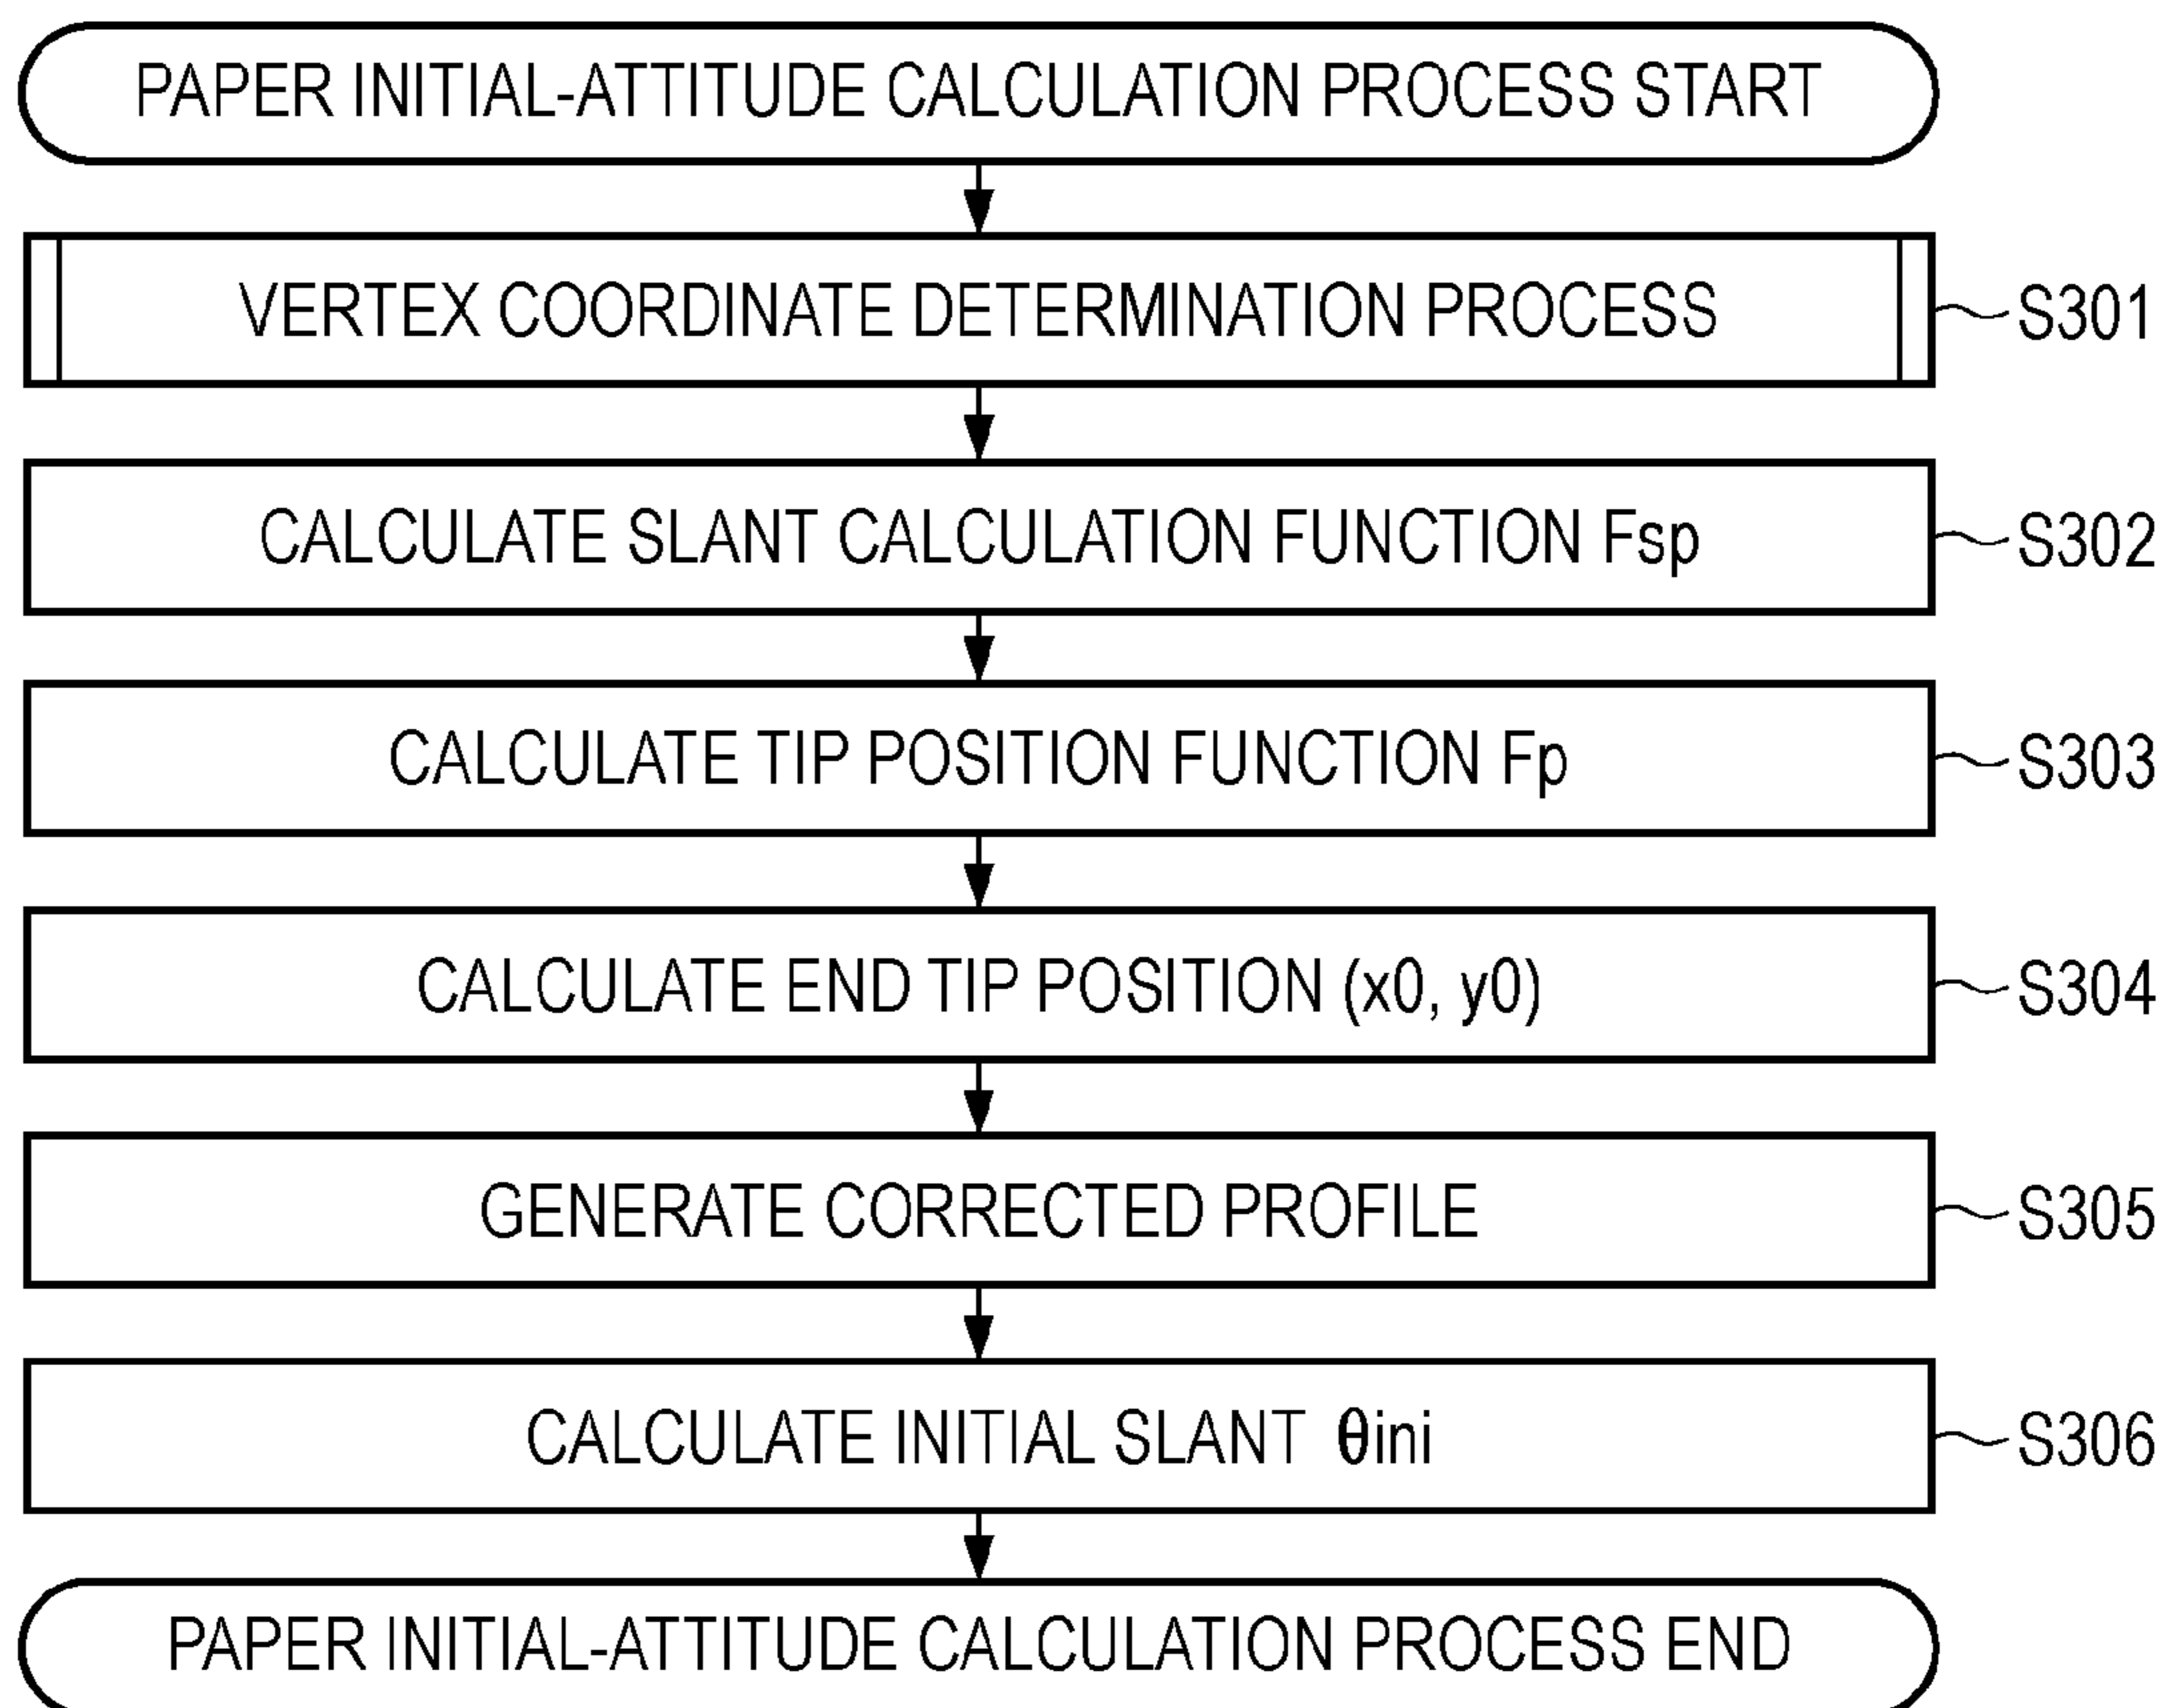 PAPER INITIAL-ATTITUDE CALCULATION PROCESS START
VERTEX COORDINATE DETERMINATION PROCESS
S301
CALCULATE SLANT CALCULATION FUNCTION Fsp
S302
CALCULATE TIP POSITION FUNCTION Fp
S303
CALCULATE END TIP POSITION (x0, y0)
S304
GENERATE CORRECTED PROFILE
S305
CALCULATE INITIAL SLANT θini
S306
PAPER INITIAL-ATTITUDE CALCULATION PROCESS END